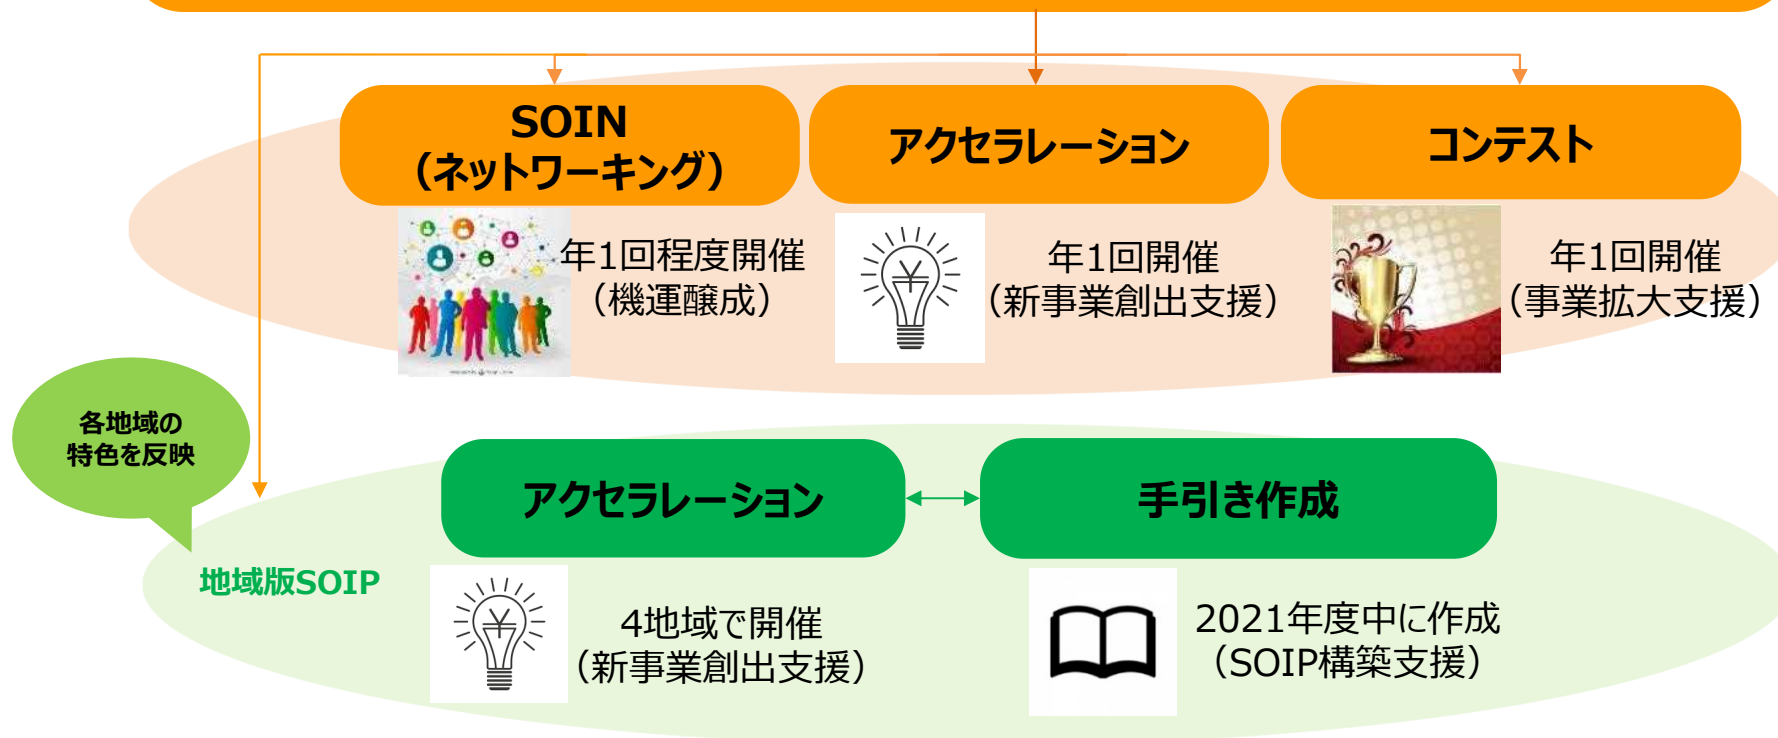 SOIN
（ネットワーキング）
アクセラレーション
コンテスト
年1回程度開催
（機運醸成）
年1回開催
（新事業創出支援）
年1回開催
（事業拡大支援）
各地域の
特色を反映
地域版SOIP
アクセラレーション
手引き作成
4地域で開催
（新事業創出支援）
2021年度中に作成
（SOIP構築支援）